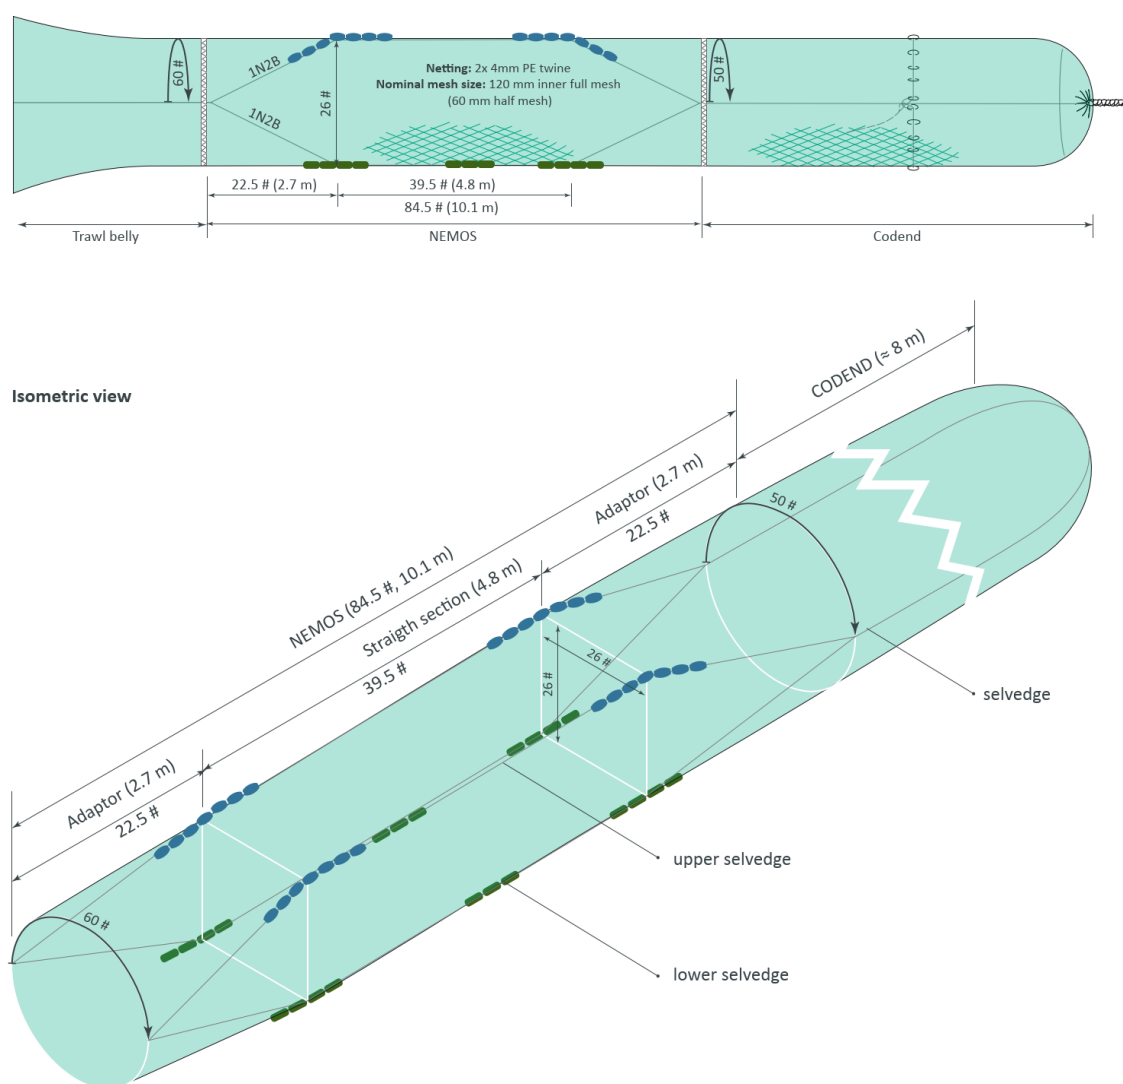 60 #
1N2B
1N2B
26 #
Netting: 2x 4mm PE twine
Nominal mesh size: 120 mm inner full mesh
(60 mm half mesh)
50 #
22.5 # (2.7 m)
39.5 # (4.8 m)
84.5 # (10.1 m)
Trawl belly
NEMOS
Codend
Isometric view
CODEND (≈ 8 m)
Adaptor (2.7 m)
22.5 #
50 #
NEMOS (84.5 #, 10.1 m)
Straigth section (4.8 m)
39.5 #
26 #
26 #
selvedge
Adaptor (2.7 m)
22.5 #
upper selvedge
60 #
lower selvedge